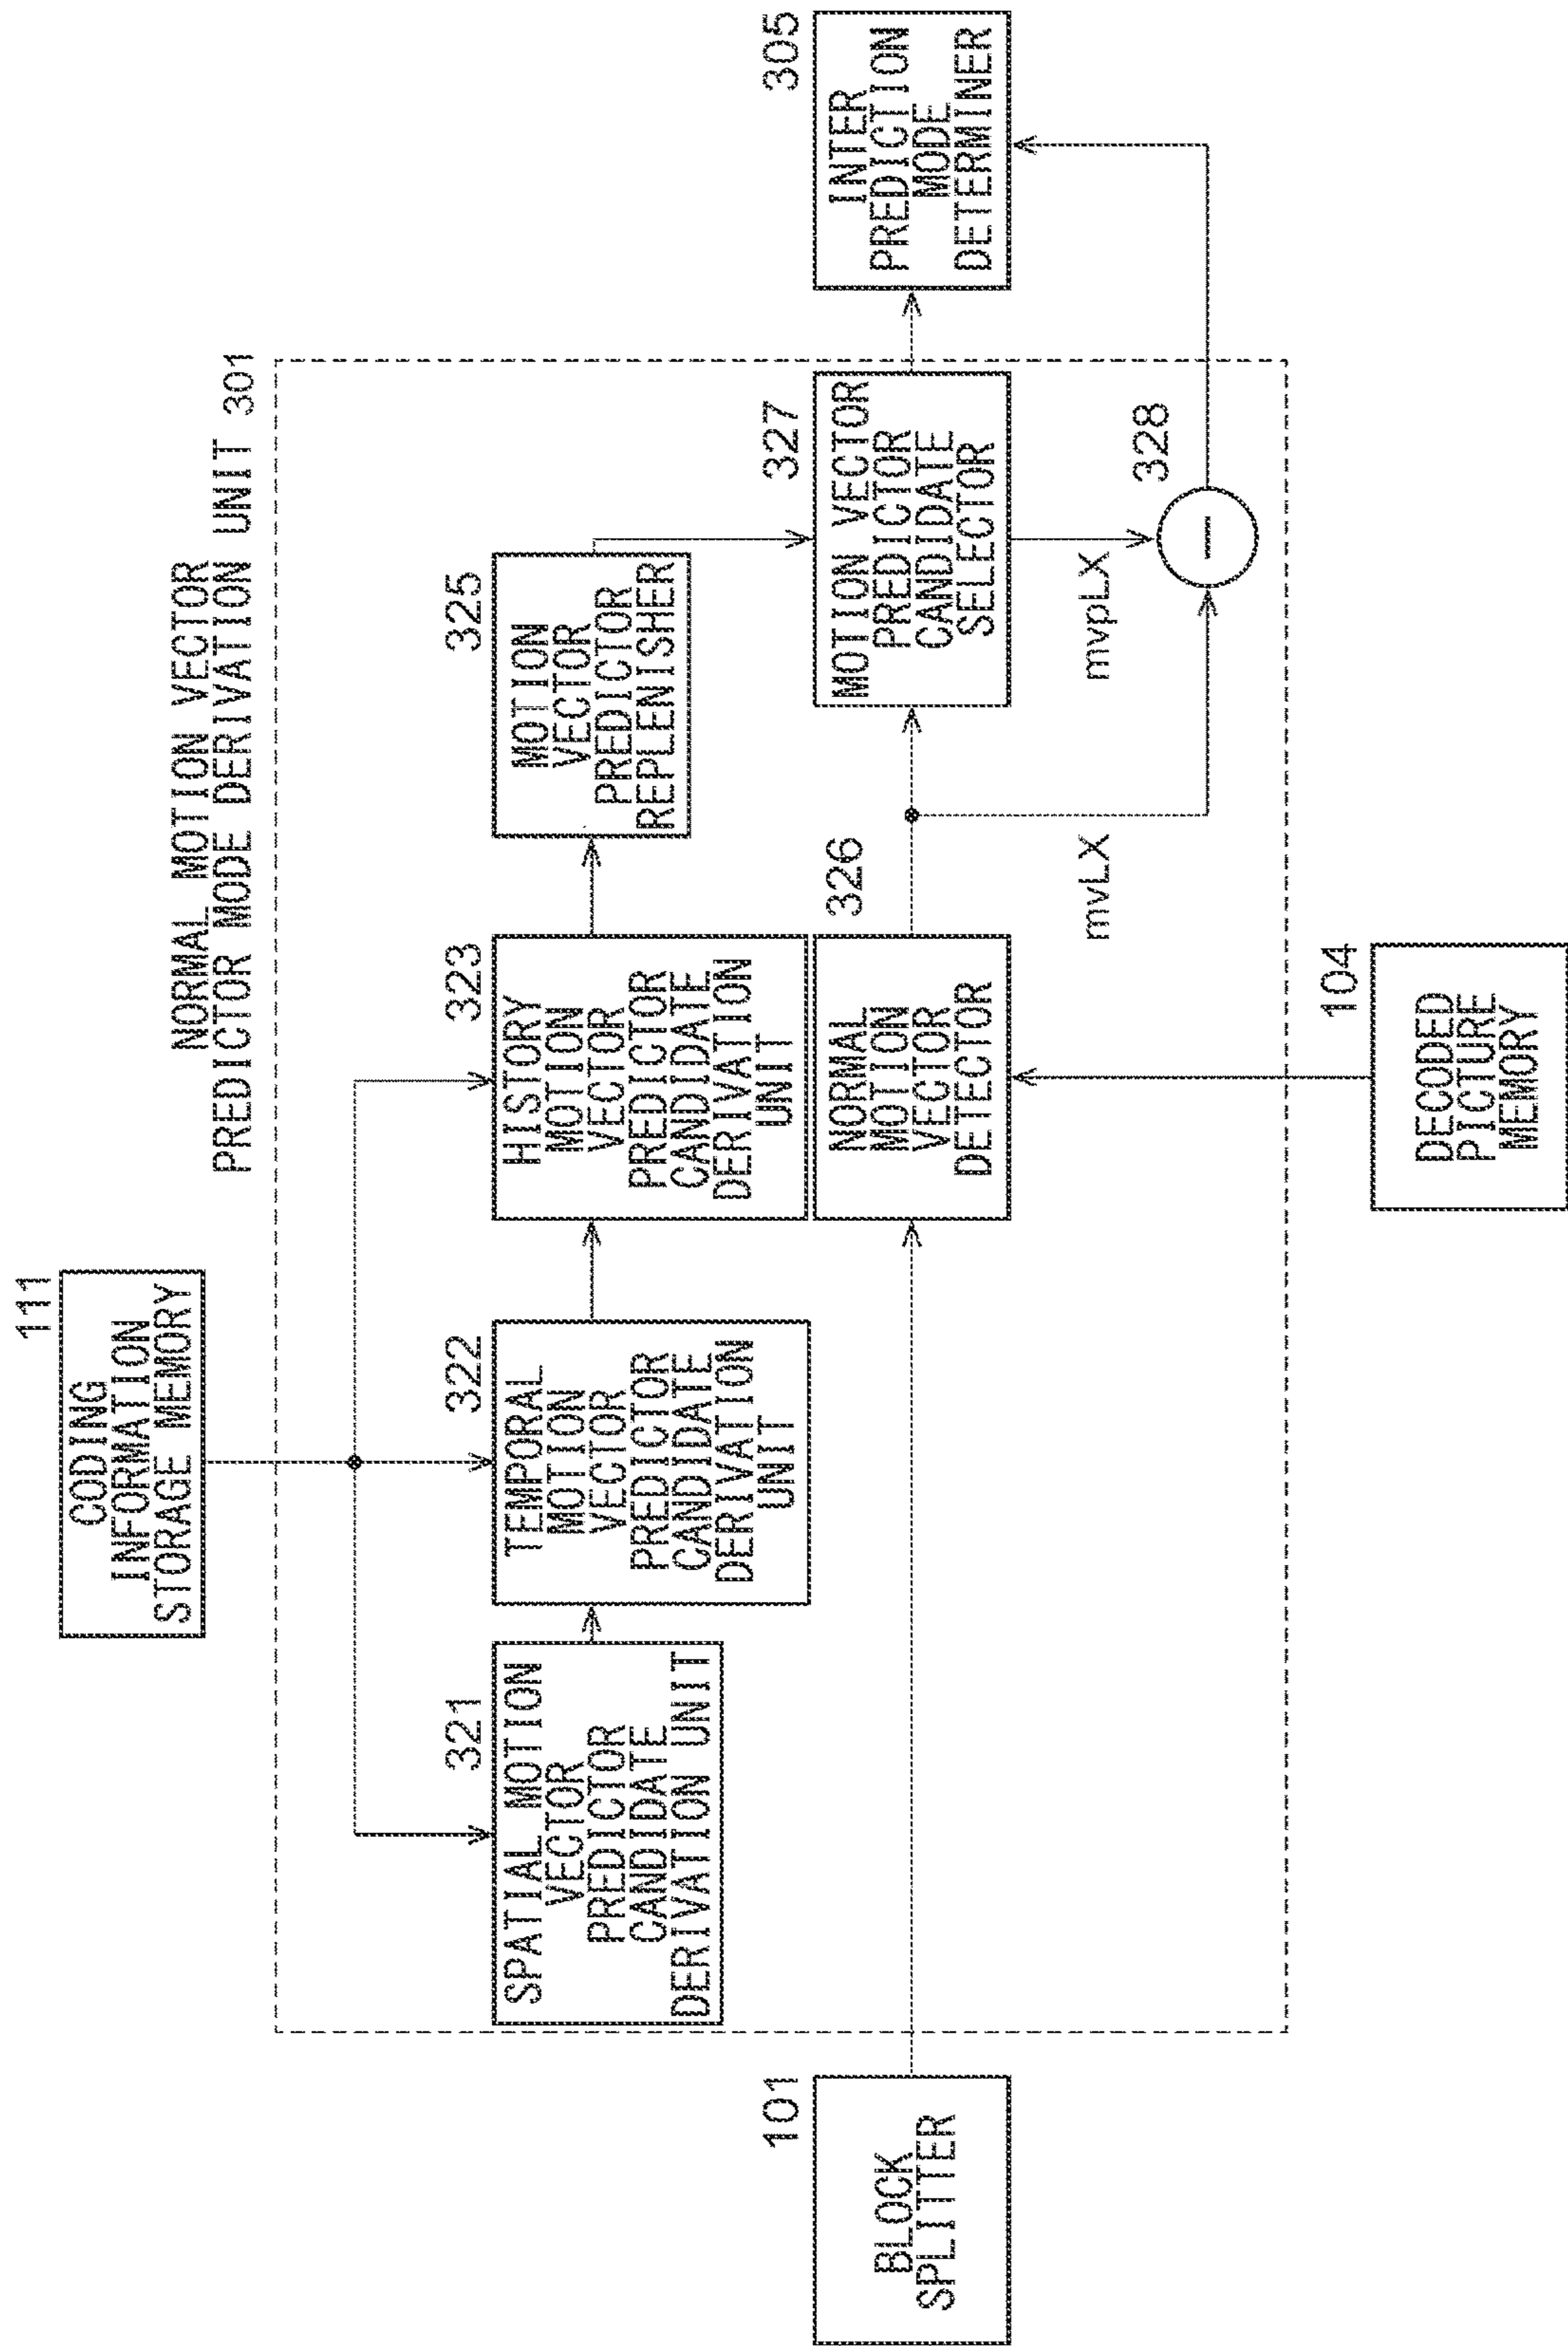 NORMAL MOTION VECTOR
PREDICTOR MODE DERIVATION UNIT 301
111
CODING
INFORMATION
STORAGE MEMORY
321
SPATIAL MOTION
VECTOR
PREDICTOR
CANDIDATE
DERIVATION UNIT
322
TEMPORAL
MOTION
VECTOR
PREDICTOR
CANDIDATE
DERIVATION
UNIT
323
HISTORY
MOTION
VECTOR
PREDICTOR
CANDIDATE
DERIVATION
UNIT
325
MOTION
VECTOR
PREDICTOR
REPLENISHER
101
BLOCK
SPLITTER
326
NORMAL
MOTION
VECTOR
DETECTOR
327
MOTION VECTOR
PREDICTOR
CANDIDATE
SELECTOR
305
INTER
PREDICTION
MODE
DETERMINER
mvLX
mvpLX
328
−
104
DECODED
PICTURE
MEMORY